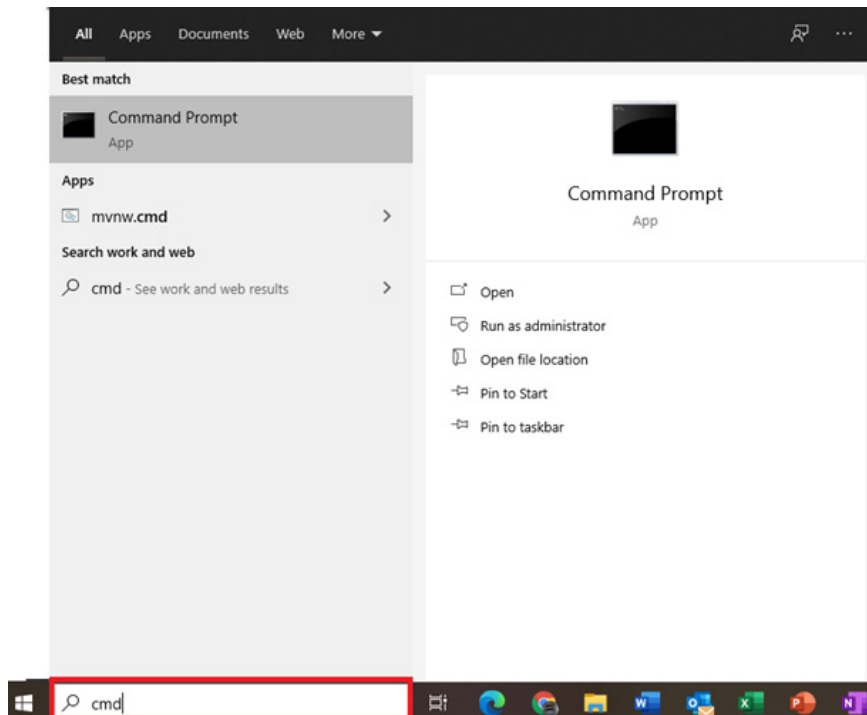 All Apps Documents Web More
Best match
Command Prompt
App
Apps
mvnw.cmd
Search work and web
cmd - See work and web results
Command Prompt
App
Open
Run as administrator
Open file location
Pin to Start
Pin to taskbar
cmd
W
X
P
N